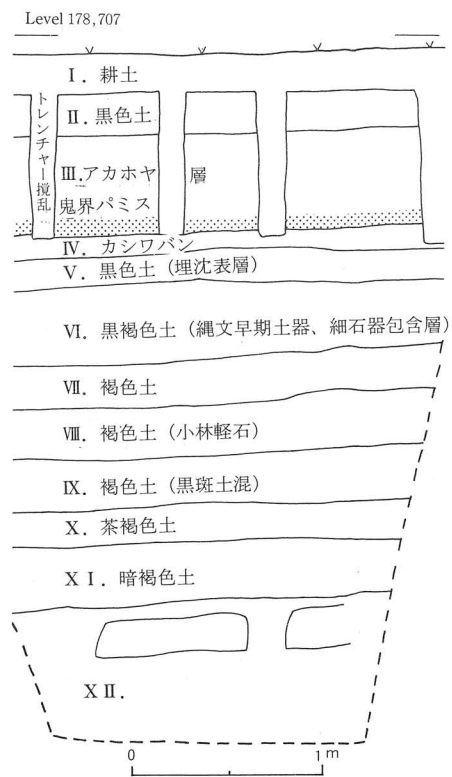 Level 178,707
Ⅰ. 耕土
トレンチャー撹乱
Ⅱ. 黒色土
Ⅲ. アカホヤ 層
鬼界パミス
Ⅳ. カシワバン
Ⅴ. 黒色土 (埋沈表層)
Ⅵ. 黒褐色土 (縄文早期土器、細石器包含層)
Ⅶ. 褐色土
Ⅷ. 褐色土 (小林軽石)
Ⅸ. 褐色土 (黒斑土混)
Ⅹ. 茶褐色土
ⅩⅠ. 暗褐色土
ⅩⅡ.
0 1 m